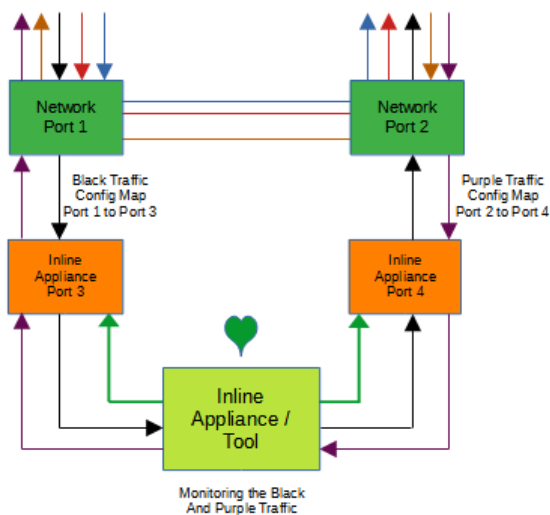 Network
Port 1
Network
Port 2
Black Traffic
Config Map
Port 1 to Port 3
Purple Traffic
Config Map
Port 2 to Port 4
Inline
Appliance
Port 3
Inline
Appliance
Port 4
Inline
Appliance /
Tool
Monitoring the Black
And Purple Traffic